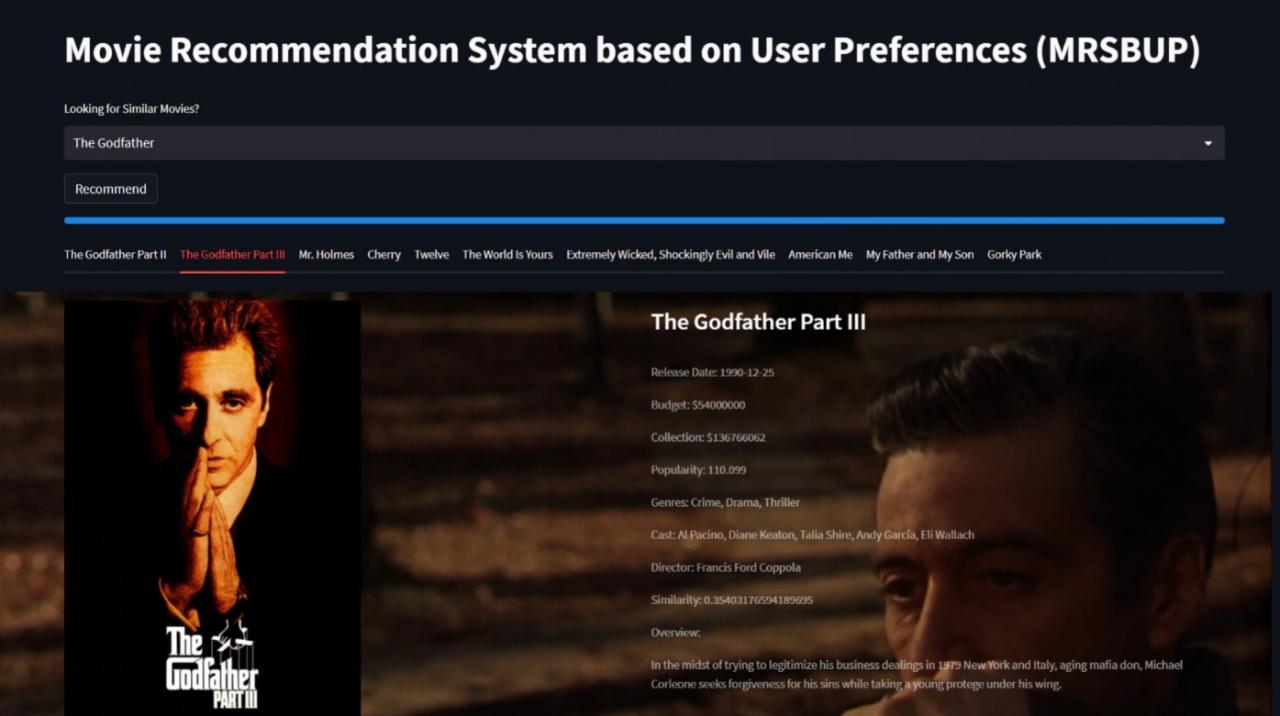 Movie Recommendation System based on User Preferences (MRSBUP)
Looking for Similar Movies?
The Godfather
Recommend
The Godfather Part II The Godfather Part III Mr. Holmes Cherry Twelve The World Is Yours Extremely Wicked, Shockingly Evil and Vile American Me My Father and My Son Gorky Park
The Godfather Part III
Release Date: 1990-12-25
Budget: $54000000
Collection: $136766062
Popularity: 110.099
Genres: Crime, Drama, Thriller
Cast: Al Pacino, Diane Keaton, Talia Shire, Andy García, Eli Wallach
Director: Francis Ford Coppola
Similarity: 0.35403176594189695
Overview:
In the midst of trying to legitimize his business dealings in 1979 New York and Italy, aging mafia don, Michael
Corleone seeks forgiveness for his sins while taking a young protege under his wing.
The
Godfather
PART III